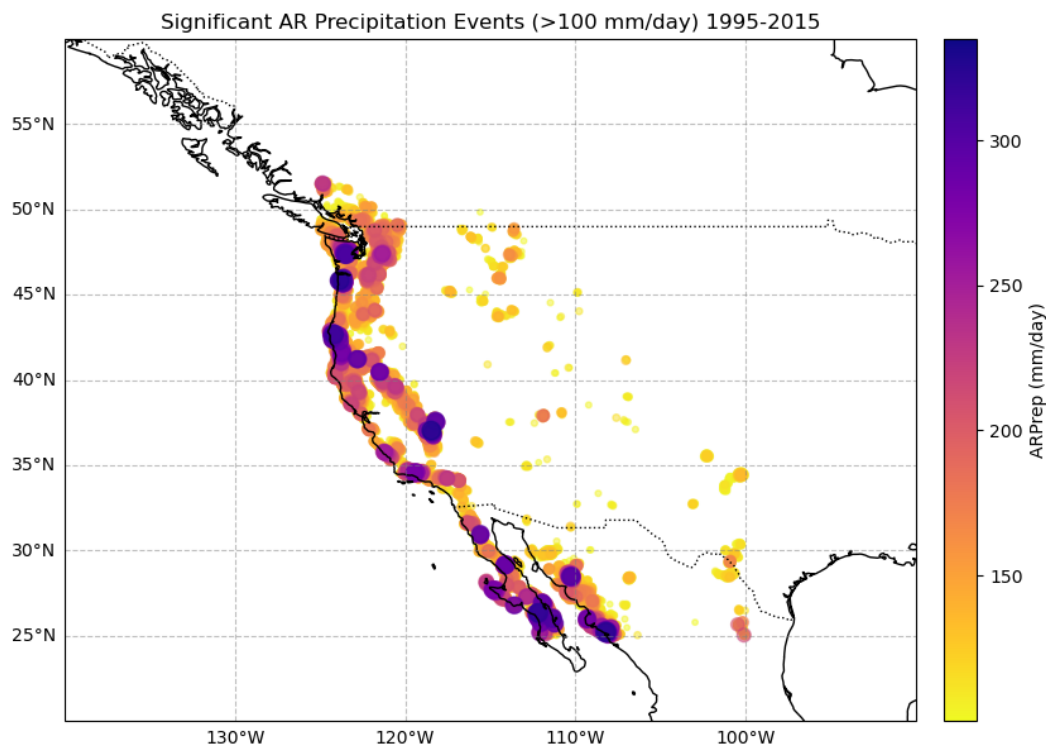 Significant AR Precipitation Events (>100 mm/day) 1995-2015
55°N
50°N
45°N
40°N
35°N
30°N
25°N
130°W
120°W
110°W
100°W
300
250
200
150
ARPrep (mm/day)